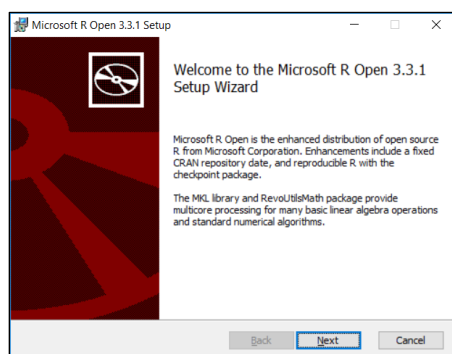 Microsoft R Open 3.3.1 Setup
Welcome to the Microsoft R Open 3.3.1
Setup Wizard
Microsoft R Open is the enhanced distribution of open source
R from Microsoft Corporation. Enhancements include a fixed
CRAN repository date, and reproducible R with the
checkpoint package.
The MKL library and RevoUtilsMath package provide
multicore processing for many basic linear algebra operations
and standard numerical algorithms.
Back Next Cancel